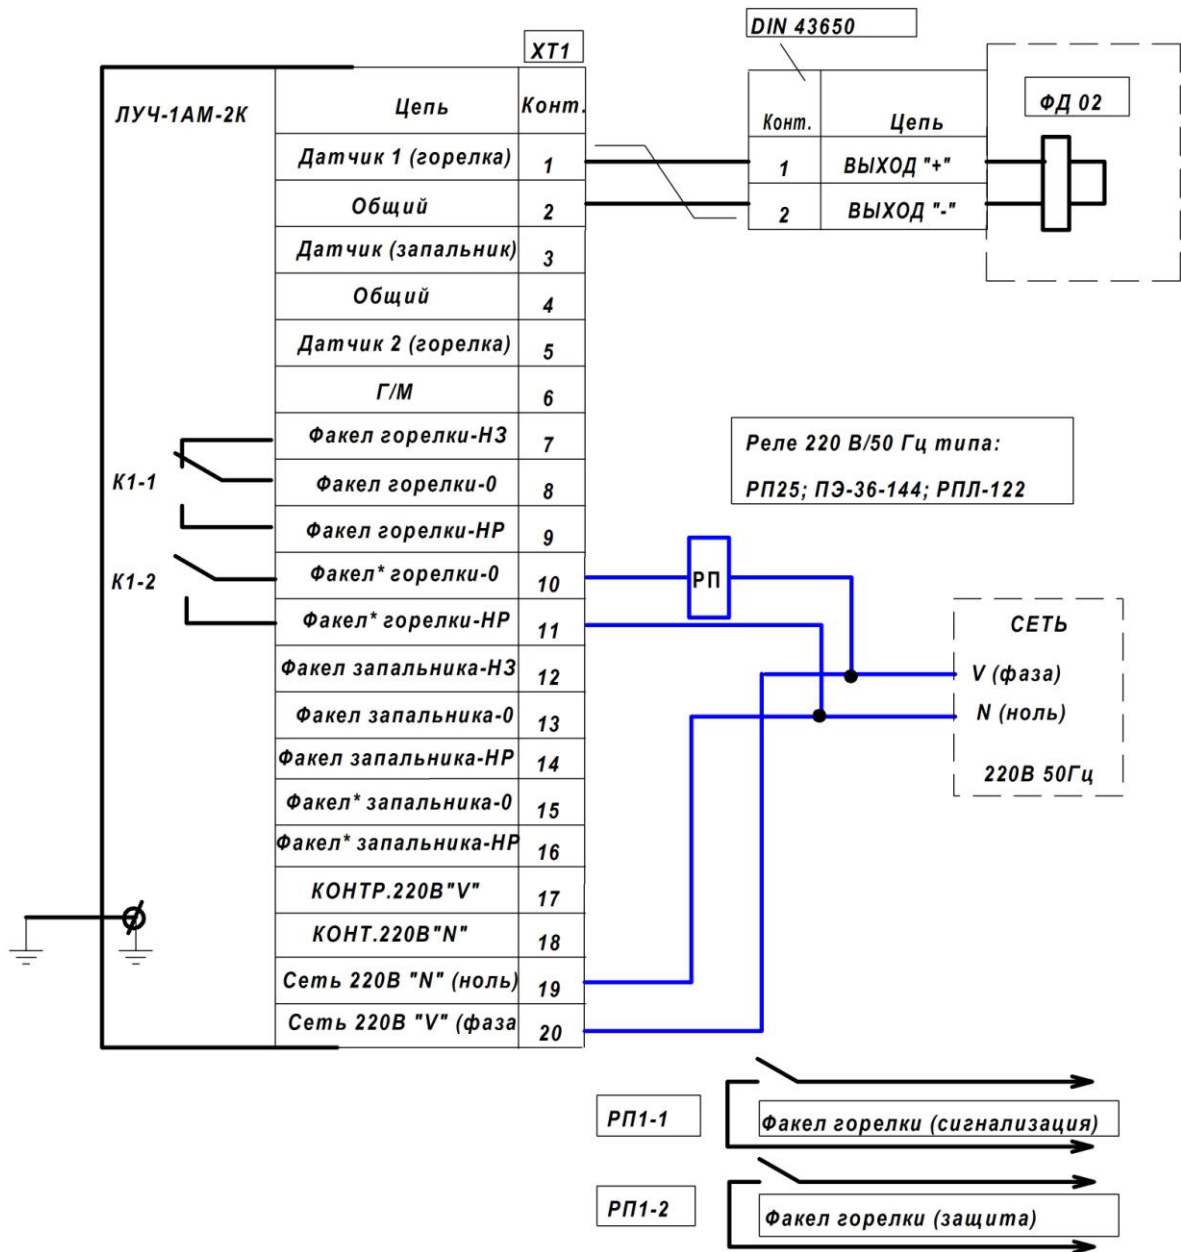 DIN 43650
XT1
ЛУЧ-1АМ-2К
Цепь Конт.
Датчик 1 (горелка) 1
Общий 2
Датчик (запальник) 3
Общий 4
Датчик 2 (горелка) 5
Г/М 6
Факел горелки-НЗ 7
Факел горелки-0 8
Факел горелки-НР 9
Факел* горелки-0 10
Факел* горелки-НР 11
Факел запальника-НЗ 12
Факел запальника-0 13
Факел запальника-НР 14
Факел* запальника-0 15
Факел* запальника-НР 16
КОНТР.220В"V" 17
КОНТ.220В"N" 18
Сеть 220В "N" (ноль) 19
Сеть 220В "V" (фаза 20
К1-1
К1-2
Конт. Цепь
1 ВЫХОД "+"
2 ВЫХОД "-"
ФД 02
Реле 220 В/50 Гц типа:
РП25; ПЭ-36-144; РПЛ-122
РП
СЕТЬ
V (фаза)
N (ноль)
220В 50Гц
РП1-1
Факел горелки (сигнализация)
РП1-2
Факел горелки (защита)